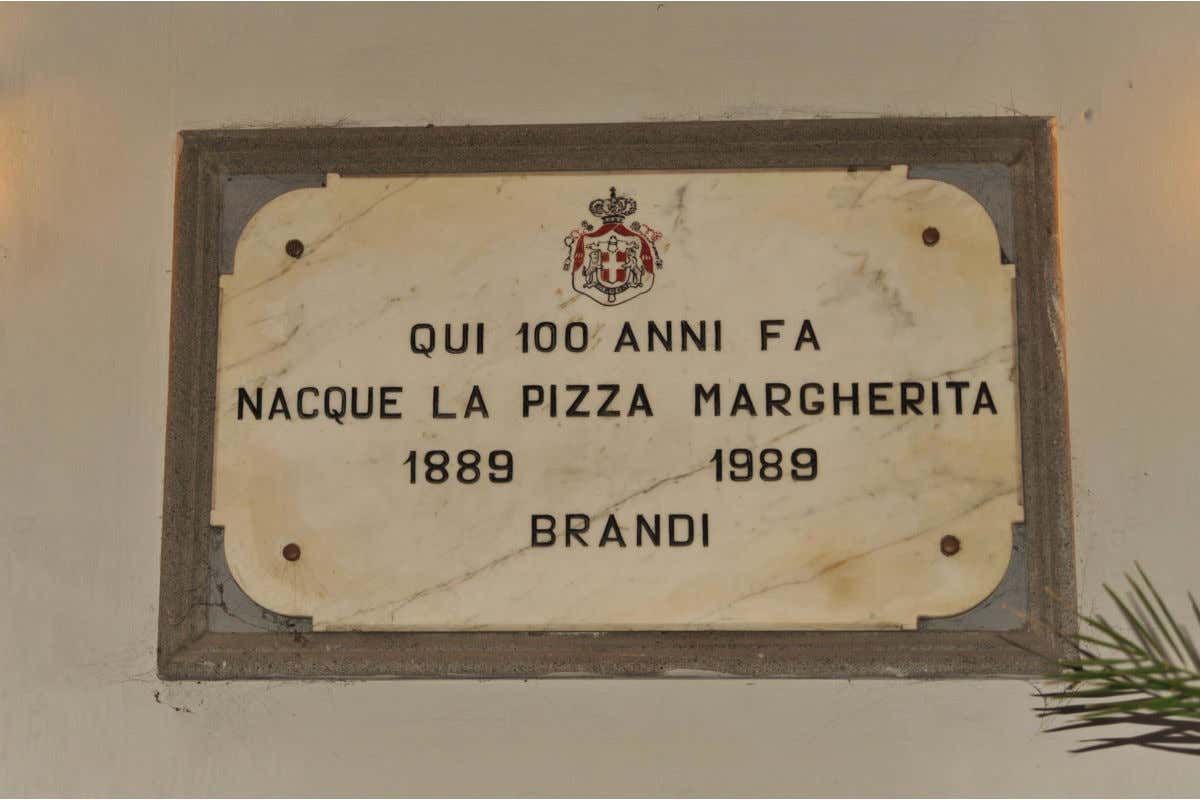 QUI 100 ANNI FA
NACQUE LA PIZZA MARGHERITA
1889 1989
BRANDI